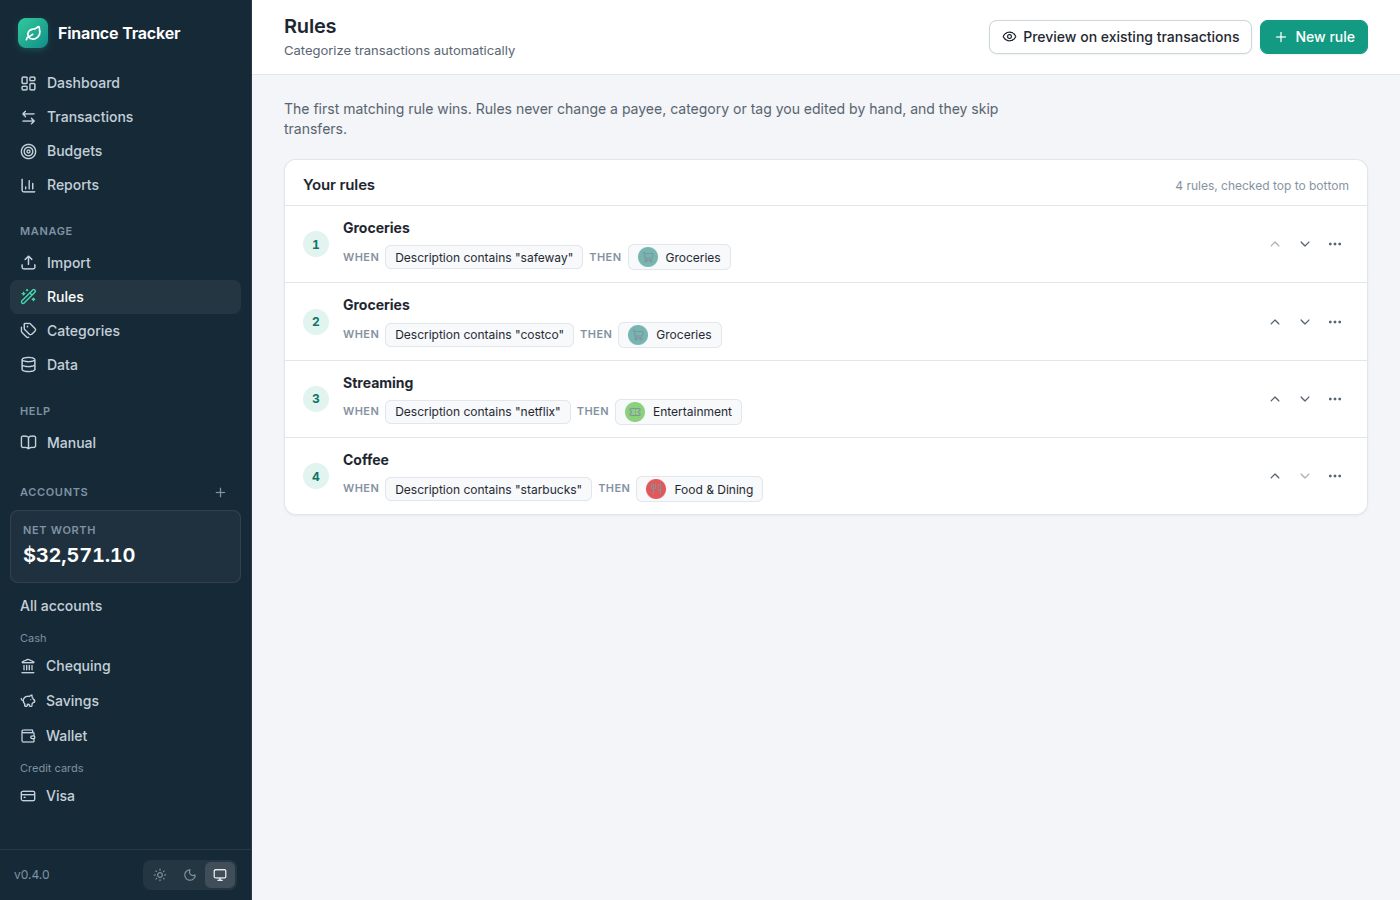 Finance Tracker
Dashboard
Transactions
Budgets
Reports
MANAGE
Import
Rules
Categories
Data
HELP
Manual
ACCOUNTS
NET WORTH
$32,571.10
All accounts
Cash
Chequing
Savings
Wallet
Credit cards
Visa
v0.4.0
Rules
Categorize transactions automatically
Preview on existing transactions
New rule
The first matching rule wins. Rules never change a payee, category or tag you edited by hand, and they skip
transfers.
Your rules
4 rules, checked top to bottom
1
Groceries
WHEN Description contains "safeway" THEN Groceries
2
Groceries
WHEN Description contains "costco" THEN Groceries
3
Streaming
WHEN Description contains "netflix" THEN Entertainment
4
Coffee
WHEN Description contains "starbucks" THEN Food & Dining